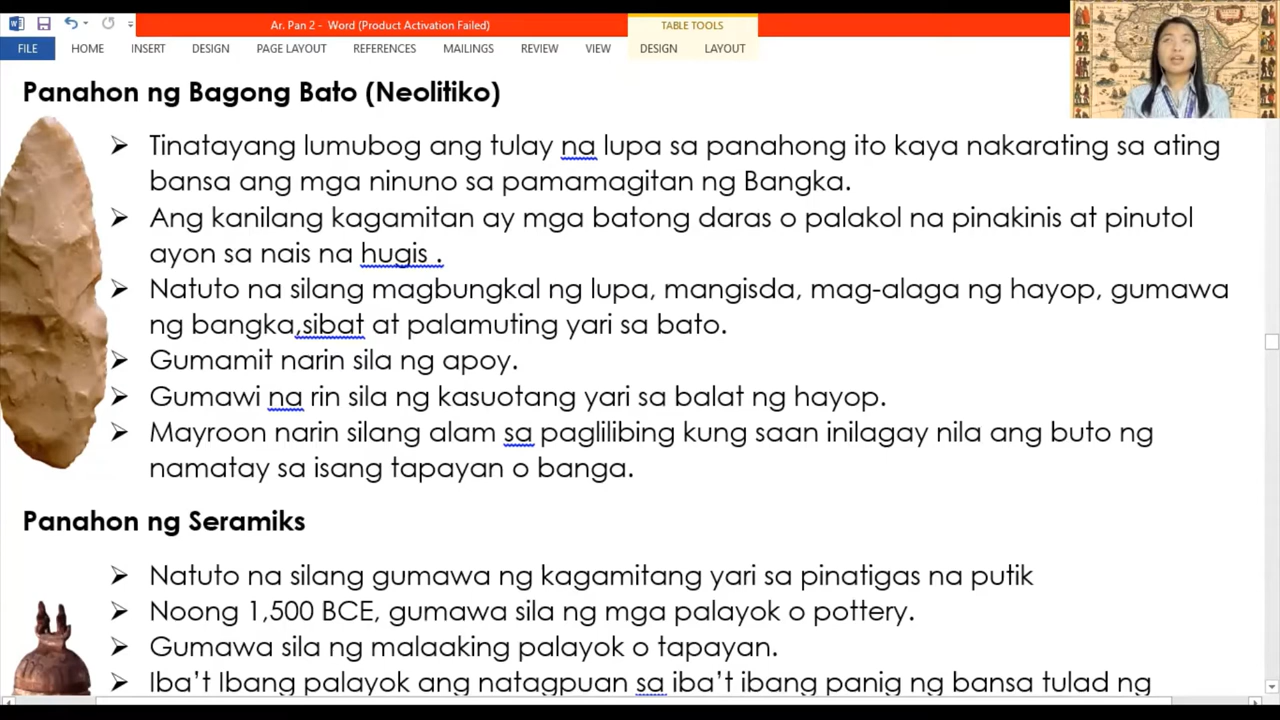 Ar. Pan 2 - Word (Product Activation Failed)
TABLE TOOLS
FILE HOME INSERT DESIGN PAGE LAYOUT REFERENCES MAILINGS REVIEW VIEW DESIGN LAYOUT
Panahon ng Bagong Bato (Neolitiko)
Tinatayang lumubog ang tulay na lupa sa panahong ito kaya nakarating sa ating
bansa ang mga ninuno sa pamamagitan ng Bangka.
Ang kanilang kagamitan ay mga batong daras o palakol na pinakinis at pinutol
ayon sa nais na hugis .
Natuto na silang magbungkal ng lupa, mangisda, mag-alaga ng hayop, gumawa
ng bangka,sibat at palamuting yari sa bato.
Gumamit narin sila ng apoy.
Gumawi na rin sila ng kasuotang yari sa balat ng hayop.
Mayroon narin silang alam sa paglilibing kung saan inilagay nila ang buto ng
namatay sa isang tapayan o banga.
Panahon ng Seramiks
Natuto na silang gumawa ng kagamitang yari sa pinatigas na putik
Noong 1,500 BCE, gumawa sila ng mga palayok o pottery.
Gumawa sila ng malaaking palayok o tapayan.
Iba't Ibang palayok ang natagpuan sa iba't ibang panig ng bansa tulad ng